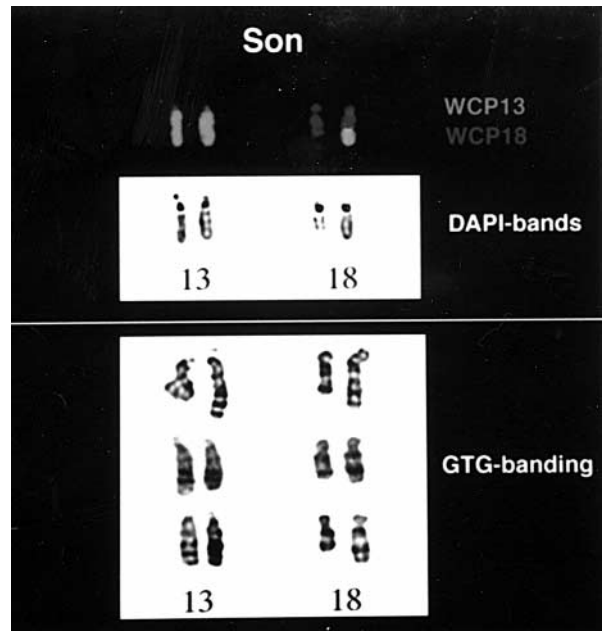 Son
WCP13
WCP18
DAPI-bands
13 18
GTG-banding
13 18